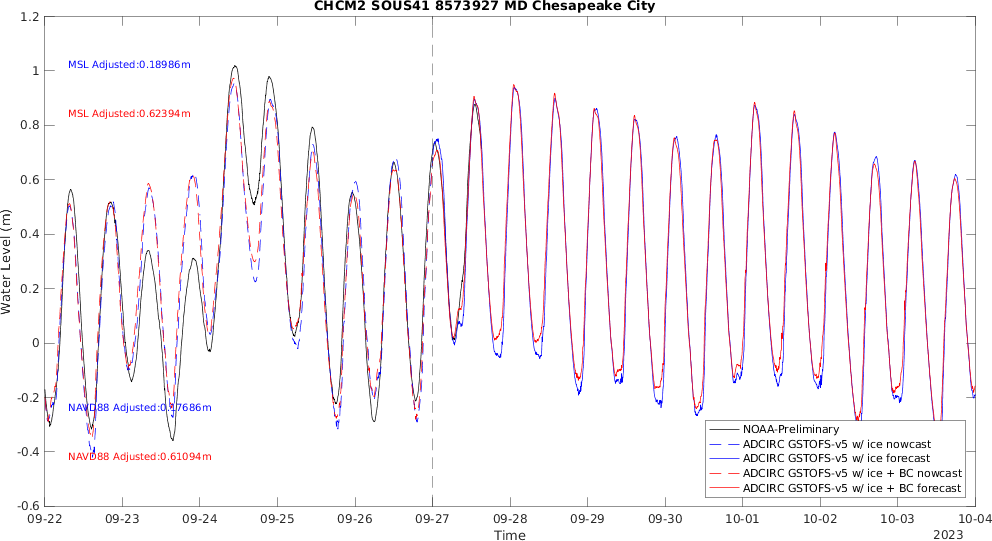 CHCM2 SOUS41 8573927 MD Chesapeake City
1.2
1
0.8
0.6
0.4
0.2
0
-0.2
-0.4
-0.6
Water Level (m)
MSL Adjusted:0.18986m
MSL Adjusted:0.62394m
NAVD88 Adjusted:0.17686m
NAVD88 Adjusted:0.61094m
NOAA-Preliminary
ADCIRC GSTOFS-v5 w/ ice nowcast
ADCIRC GSTOFS-v5 w/ ice forecast
ADCIRC GSTOFS-v5 w/ ice + BC nowcast
ADCIRC GSTOFS-v5 w/ ice + BC forecast
09-22 09-23 09-24 09-25 09-26 09-27 09-28 09-29 09-30 10-01 10-02 10-03 10-04
Time
2023